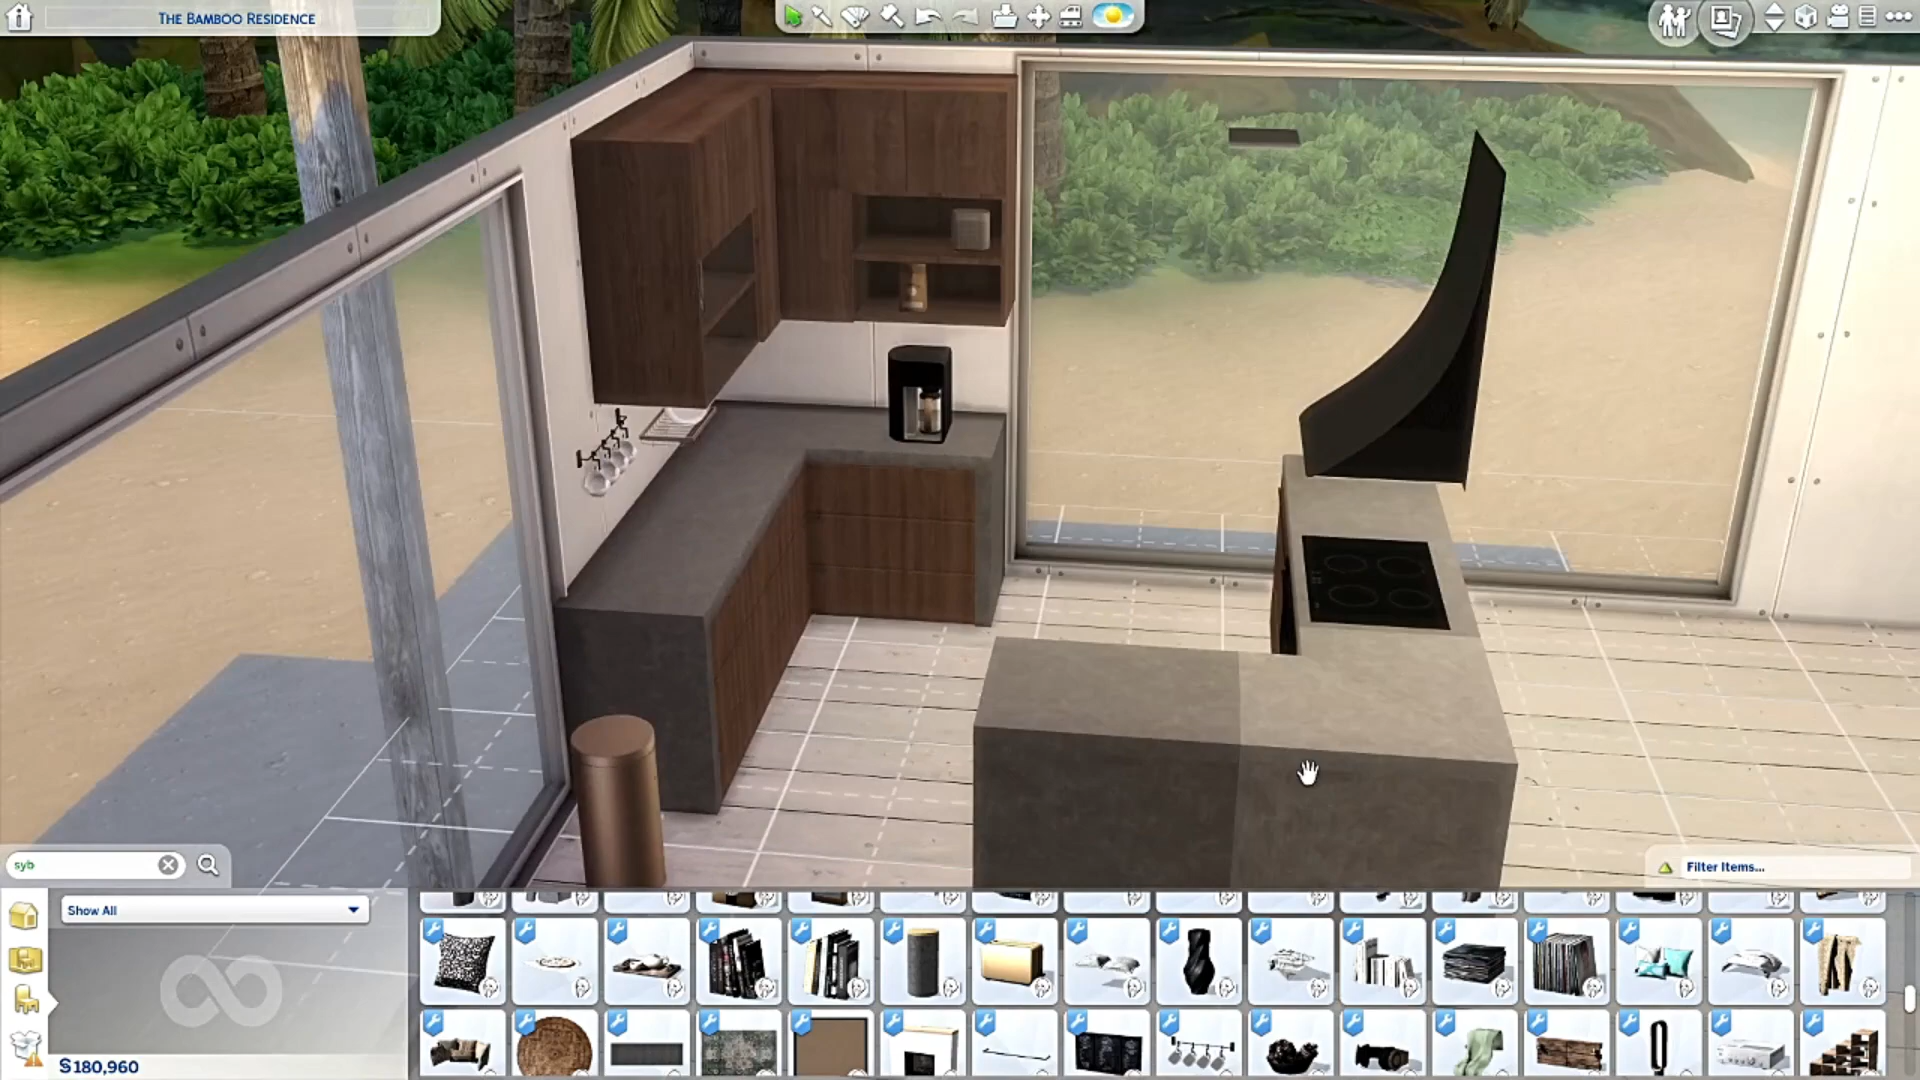 THE BAMBOO RESIDENCE
syb
Filter Items...
Show All
§180,960